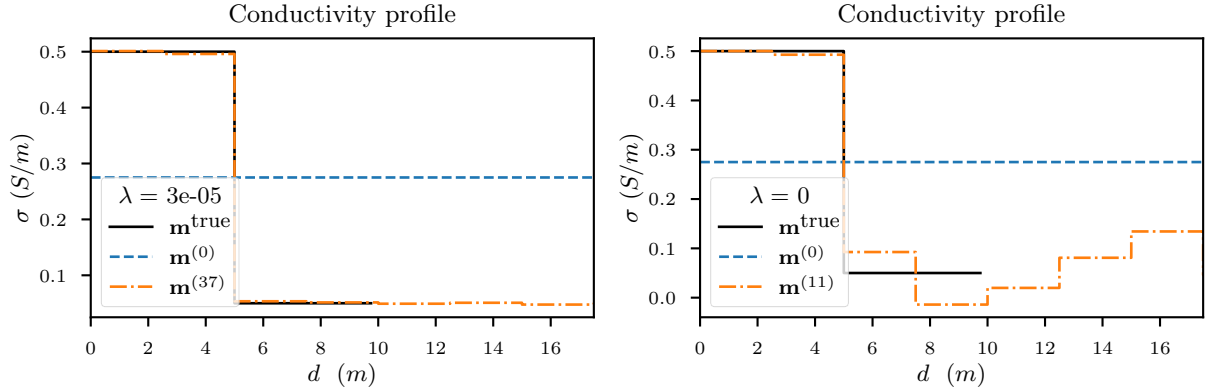 Conductivity profile
0.5
0.4
0.3
0.2
0.1
σ (S/m)
λ = 3e-05
m^true
m^(0)
m^(37)
0 2 4 6 8 10 12 14 16
d (m)
Conductivity profile
0.5
0.4
0.3
0.2
0.1
0.0
σ (S/m)
λ = 0
m^true
m^(0)
m^(11)
0 2 4 6 8 10 12 14 16
d (m)